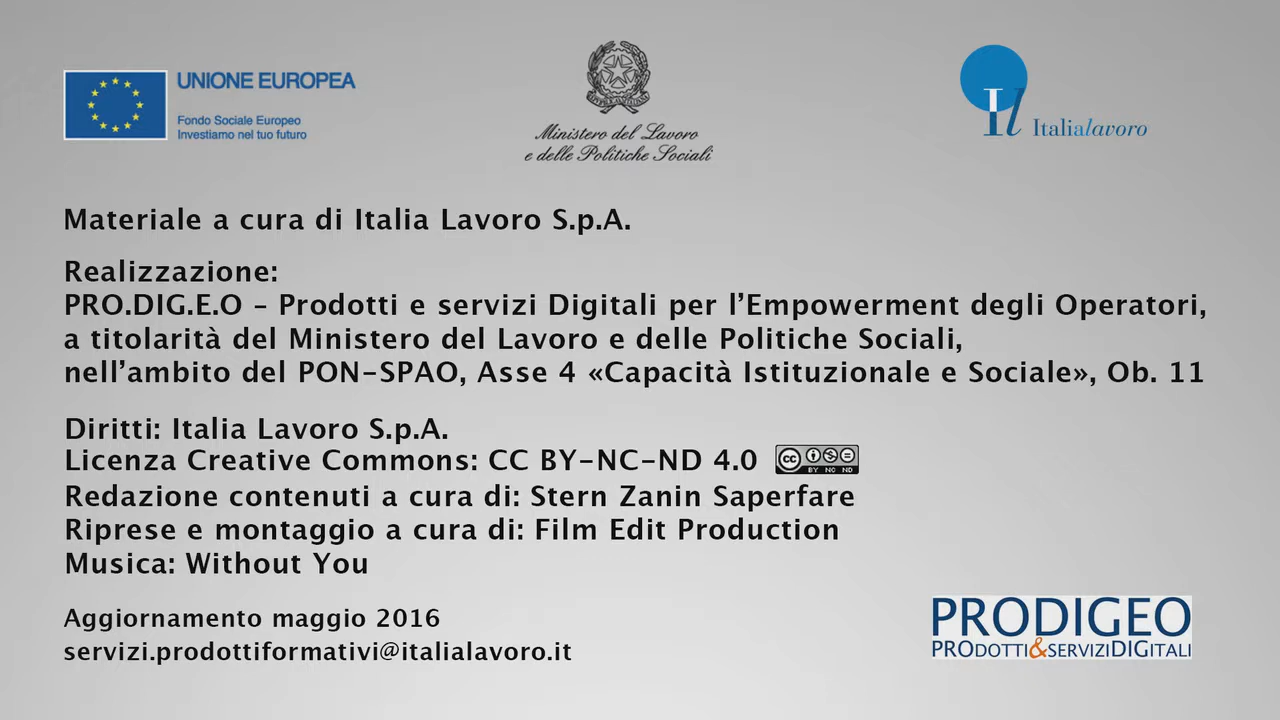 UNIONE EUROPEA
Fondo Sociale Europeo
Investiamo nel tuo futuro
Ministero del Lavoro
e delle Politiche Sociali
Il Italialavoro
Materiale a cura di Italia Lavoro S.p.A.
Realizzazione:
PRO.DIG.E.O – Prodotti e servizi Digitali per l’Empowerment degli Operatori,
a titolarità del Ministero del Lavoro e delle Politiche Sociali,
nell’ambito del PON-SPAO, Asse 4 «Capacità Istituzionale e Sociale», Ob. 11
Diritti: Italia Lavoro S.p.A.
Licenza Creative Commons: CC BY-NC-ND 4.0
cc BY NC ND
Redazione contenuti a cura di: Stern Zanin Saperfare
Riprese e montaggio a cura di: Film Edit Production
Musica: Without You
Aggiornamento maggio 2016
servizi.prodottiformativi@italialavoro.it
PRODIGEO
PRODOTTI&SERVIZIDIGITALI